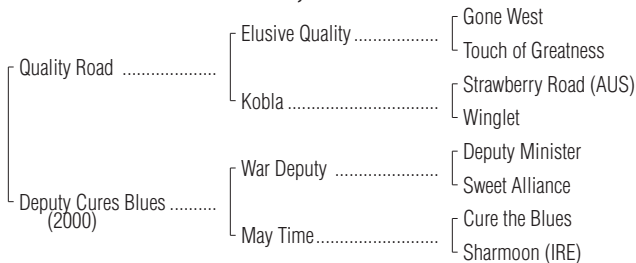 Gone West
Elusive Quality ..................
Touch of Greatness
Quality Road ...................
Strawberry Road (AUS)
Kobla ................................
Winglet
Deputy Minister
War Deputy ......................
Sweet Alliance
Deputy Cures Blues ..........
(2000)
Cure the Blues
May Time..........................
Sharmoon (IRE)